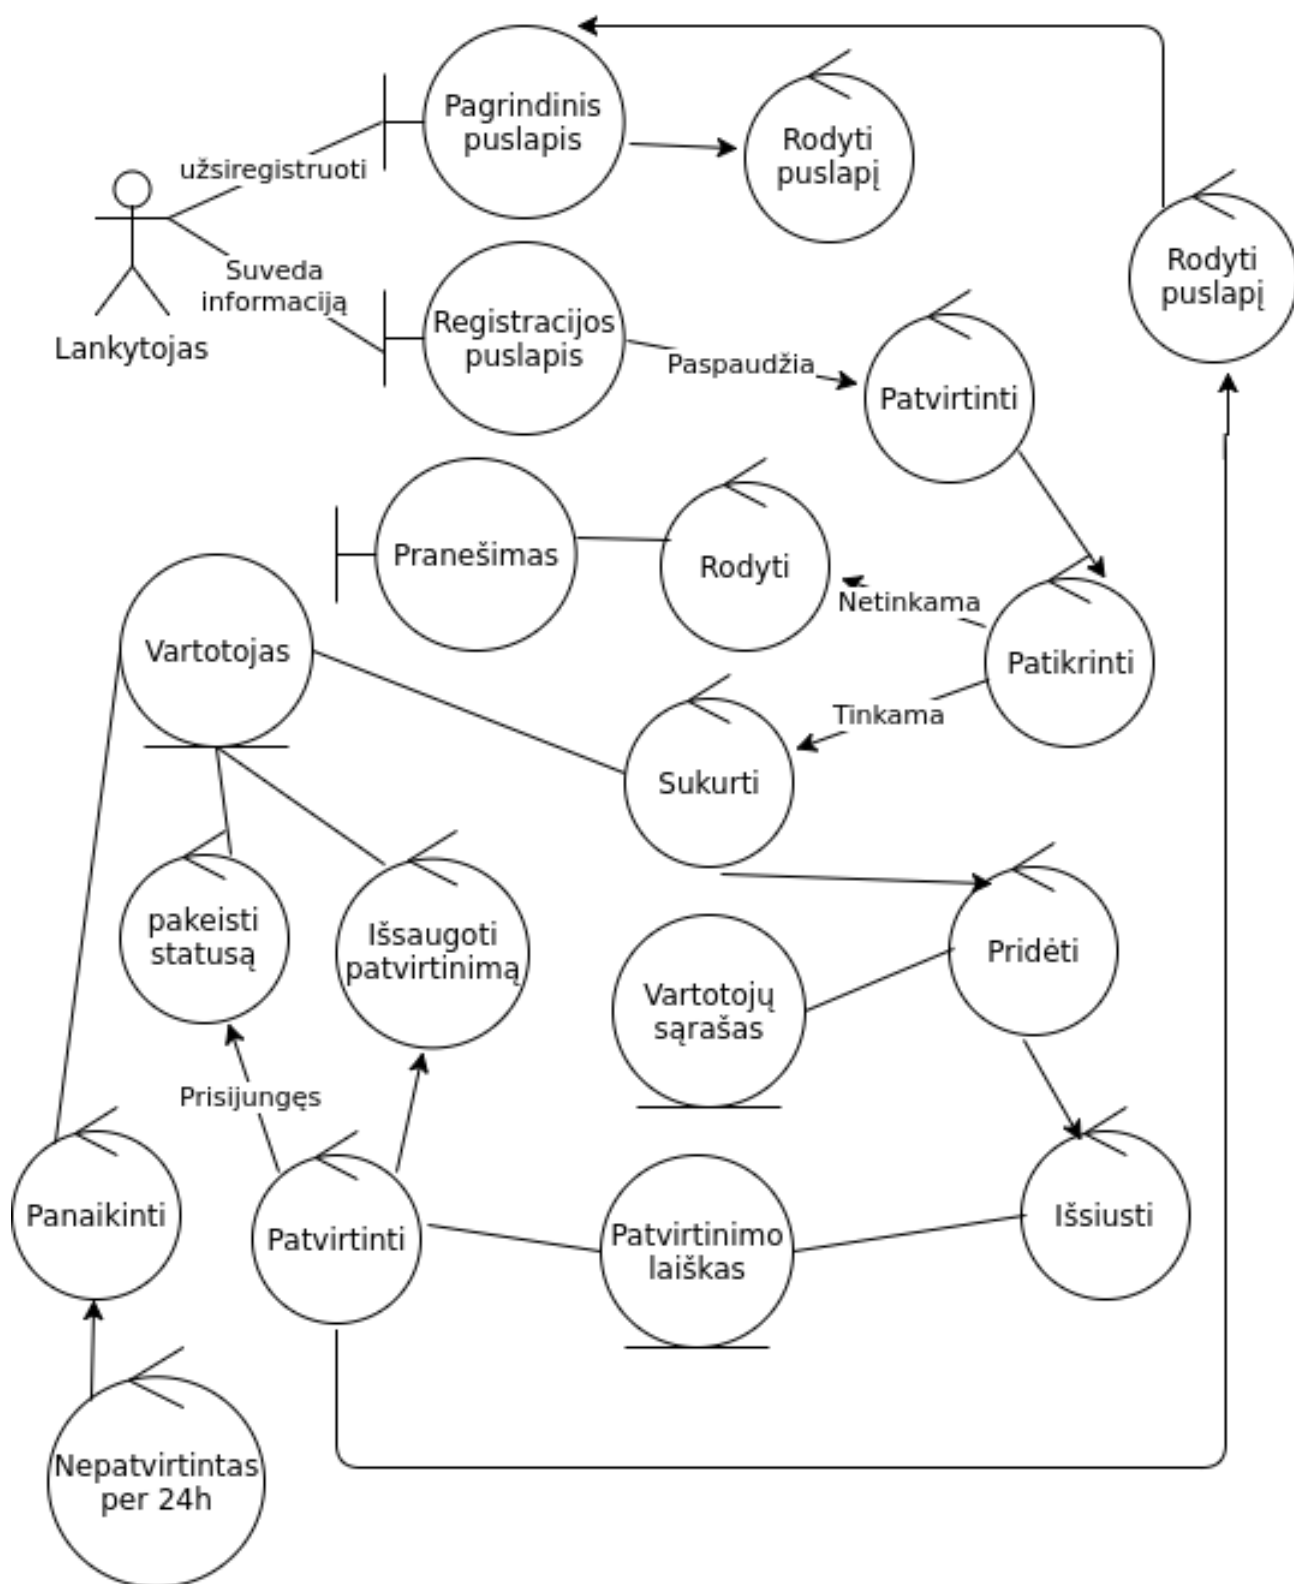 Pagrindinis
puslapis
Rodyti
puslapį
užsiregistruoti
Rodyti
puslapį
Suveda
informaciją
Lankytojas
Registracijos
puslapis
Paspaudžia
Patvirtinti
Pranešimas
Rodyti
Netinkama
Vartotojas
Patikrinti
Tinkama
Sukurti
pakeisti
statusą
Išsaugoti
patvirtinimą
Pridėti
Vartotojų
sąrašas
Prisijungęs
Panaikinti
Patvirtinti
Patvirtinimo
laiškas
Išsiusti
Nepatvirtintas
per 24h